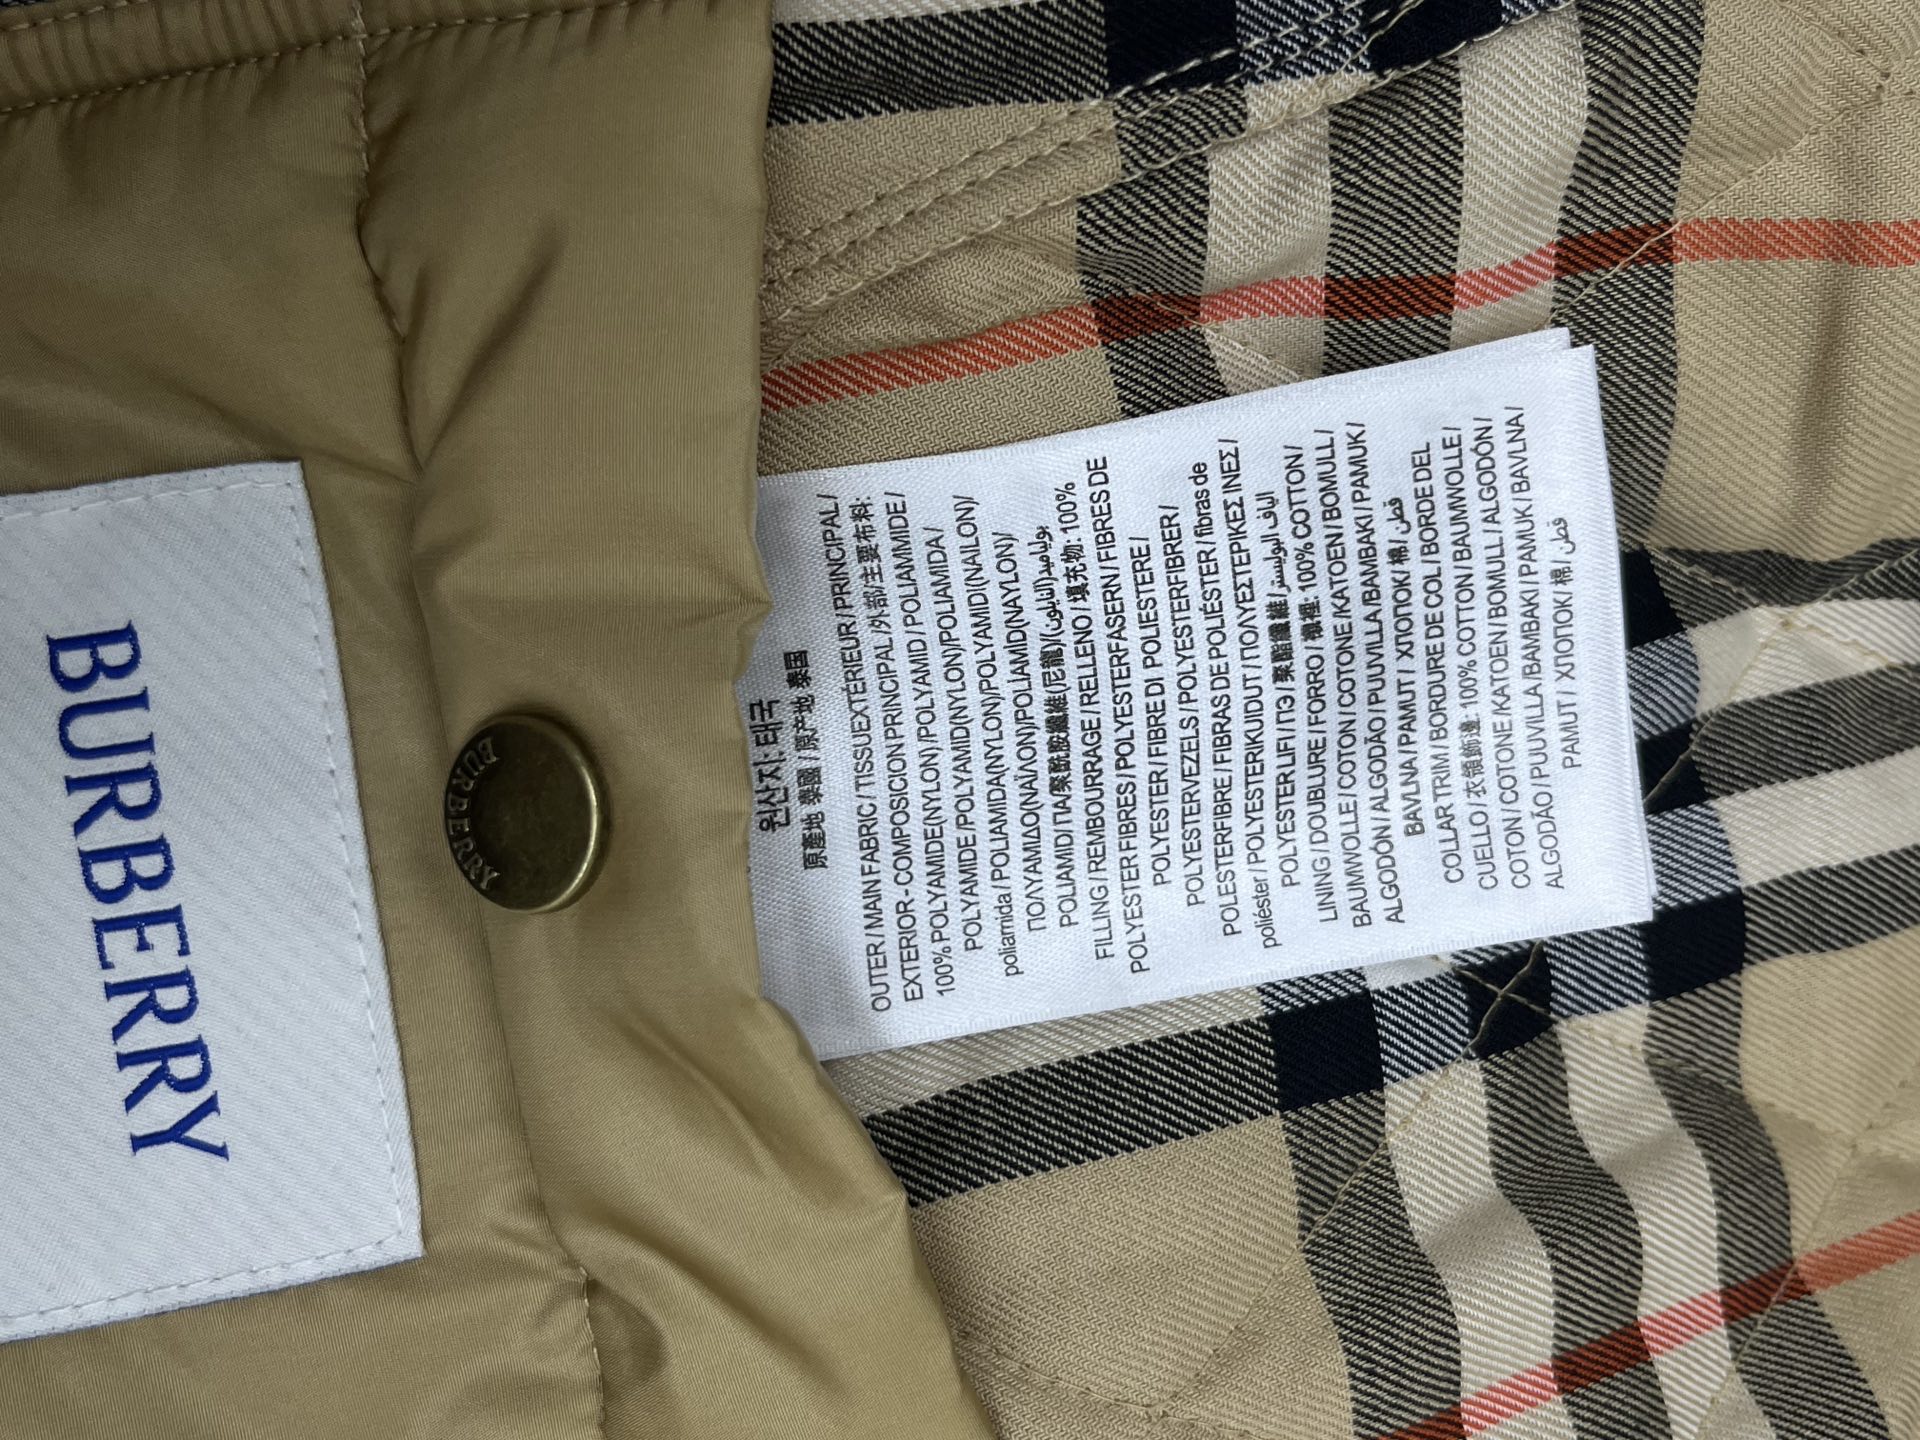 BURBERRY
BURBERRY
원산지: 태국
原產地 泰國 / 原产地 泰国
OUTER / MAIN FABRIC / TISSU EXTÉRIEUR / PRINCIPAL /
EXTERIOR - COMPOSICION PRINCIPAL /外部/主要布料:
100% POLYAMIDE(NYLON) /POLYAMID / POLIAMMIDE /
POLYAMIDE /POLYAMID(NYLON)/POLIAMIDA /
poliamida / POLIAMIDA(NYLON)/POLYAMID(NAILON)/
ΠΟΛΥΑΜΙΔΟ(ΝΑΪΛΟΝ)/POLIAMID(NAYLON)/
POLIAMID / ПА/聚酰胺纖維(尼龍)/بولياميد(النايلون)
FILLING / REMBOURRAGE / RELLENO / 填充物: 100%
POLYESTER FIBRES / POLYESTERFASERN / FIBRES DE
POLYESTER / FIBRE DI POLIESTERE /
POLYESTERVEZELS / POLYESTERFIBRER /
POLESTERFIBRE FIBRAS DE POLIÉSTER / fibras de
poliéster / POLYESTERIKUIDUT / ΠΟΛΥΕΣΤΕΡΙΚΕΣ ΙΝΕΣ /
POLYESTER LIFI / ПЭ / 聚酯纖維 / الياف البوليستر
LINING / DOUBLURE / FORRO / 襯裡: 100% COTTON /
BAUMWOLLE / COTON / COTONE /KATOEN / BOMULL /
ALGODÓN / ALGODÃO / PUUVILLA /BAMBAKI / PAMUK /
BAVLNA / PAMUT / ХЛОПОК / 棉 / قطن
COLLAR TRIM / BORDURE DE COL / BORDE DEL
CUELLO / 衣領飾邊: 100% COTTON / BAUMWOLLE /
COTON / COTONE /KATOEN / BOMULL / ALGODÓN /
ALGODÃO / PUUVILLA /BAMBAKI / PAMUK / BAVLNA /
PAMUT / ХЛОПОК / 棉 / قطن